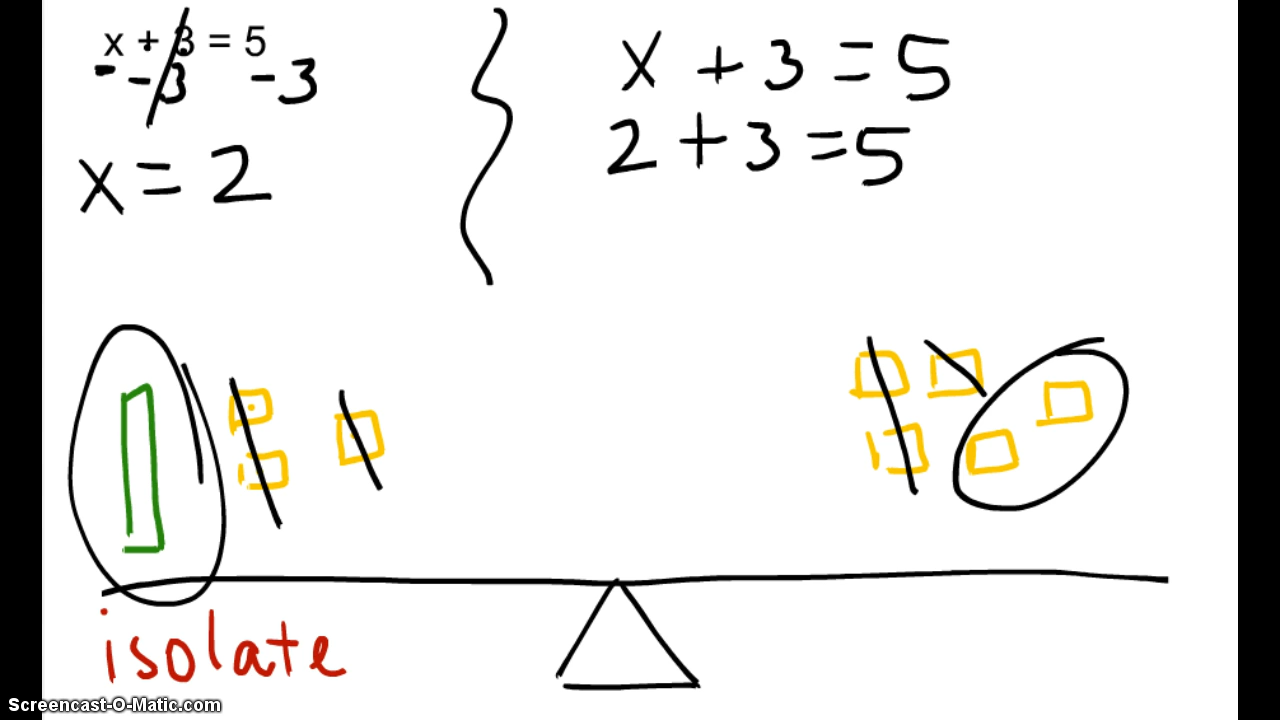 x + 3 = 5
- -3 -3
x = 2
x + 3 = 5
2 + 3 = 5
isolate
Screencast-O-Matic.com